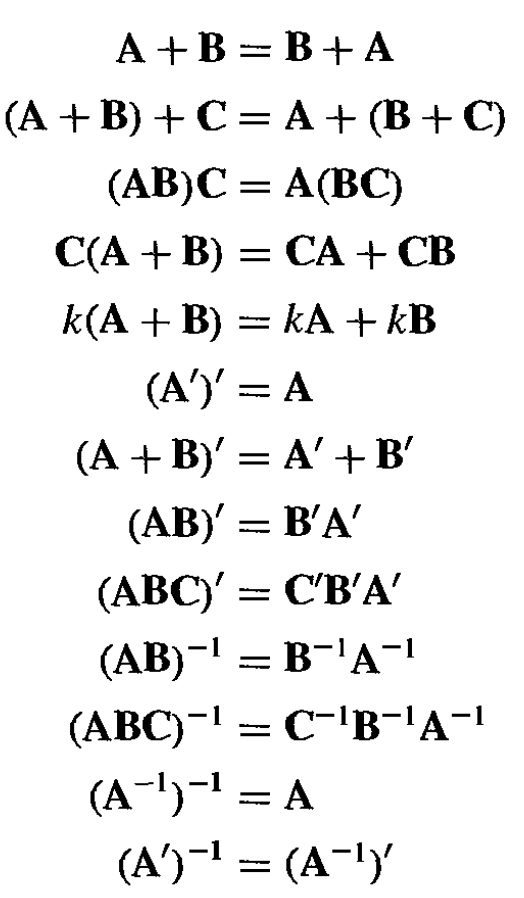 A + B = B + A
(A + B) + C = A + (B + C)
(AB)C = A(BC)
C(A + B) = CA + CB
k(A + B) = kA + kB
(A′)′ = A
(A + B)′ = A′ + B′
(AB)′ = B′A′
(ABC)′ = C′B′A′
(AB)⁻¹ = B⁻¹A⁻¹
(ABC)⁻¹ = C⁻¹B⁻¹A⁻¹
(A⁻¹)⁻¹ = A
(A′)⁻¹ = (A⁻¹)′